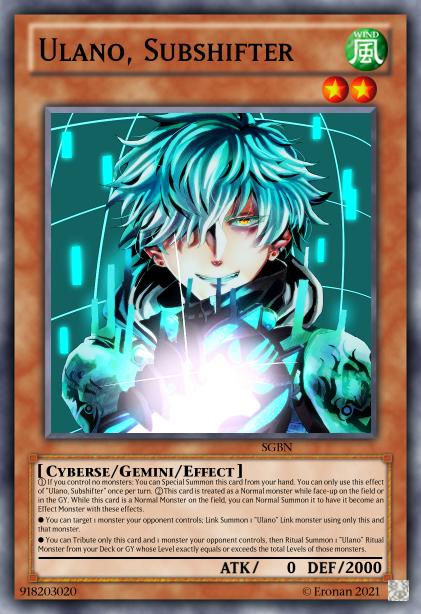 ULANO, SUBSHIFTER
WIND
風
SGBN
[ CYBERSE/GEMINI/EFFECT ]
① If you control no monsters: You can Special Summon this card from your hand. You can only use this effect
of "Ulano, Subshifter" once per turn. ②This card is treated as a Normal monster while face-up on the field or
in the GY. While this card is a Normal Monster on the field, you can Normal Summon it to have it become an
Effect Monster with these effects.
● You can target 1 monster your opponent controls; Link Summon 1 "Ulano" Link monster using only this and
that monster.
● You can Tribute only this card and 1 monster your opponent controls, then Ritual Summon 1 "Ulano" Ritual
Monster from your Deck or GY whose Level exactly equals or exceeds the total Levels of those monsters.
ATK/ 0 DEF/2000
918203020 © Eronan 2021